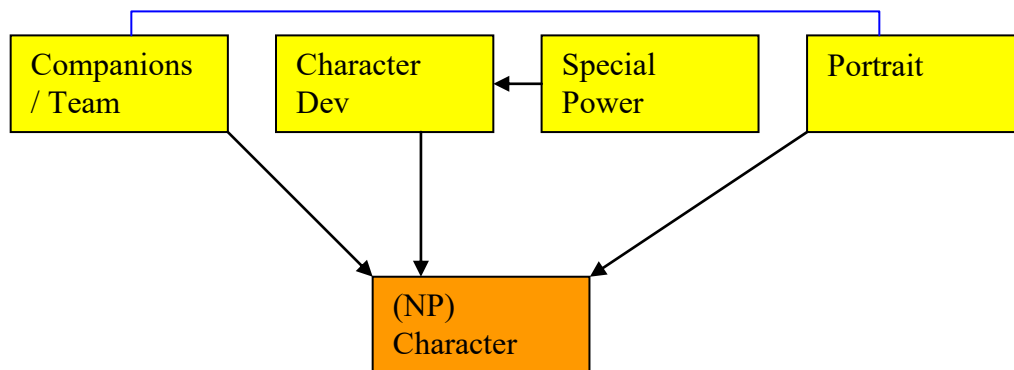 Companions
/ Team
Character
Dev
Special
Power
Portrait
(NP)
Character